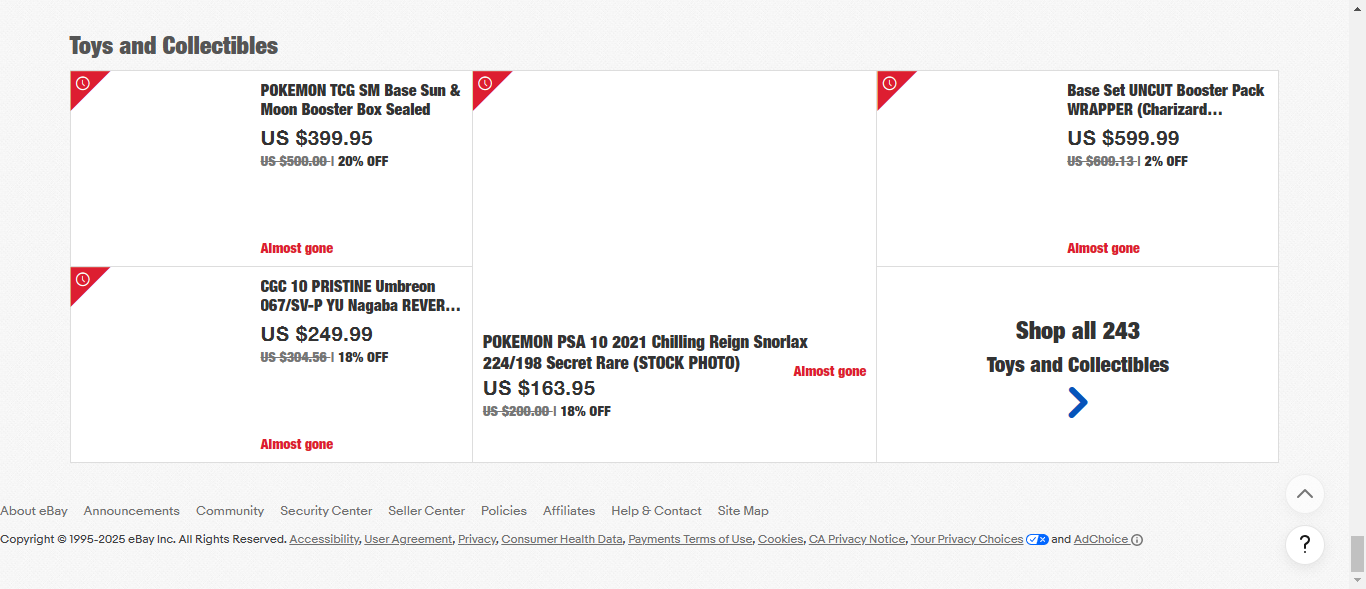 Toys and Collectibles
POKEMON TCG SM Base Sun &
Moon Booster Box Sealed
US $399.95
US $500.00 | 20% OFF
Almost gone
CGC 10 PRISTINE Umbreon
067/SV-P YU Nagaba REVER...
US $249.99
US $304.56 | 18% OFF
Almost gone
POKEMON PSA 10 2021 Chilling Reign Snorlax
224/198 Secret Rare (STOCK PHOTO)
Almost gone
US $163.95
US $200.00 | 18% OFF
Base Set UNCUT Booster Pack
WRAPPER (Charizard...
US $599.99
US $609.13 | 2% OFF
Almost gone
Shop all 243
Toys and Collectibles
About eBay Announcements Community Security Center Seller Center Policies Affiliates Help & Contact Site Map
Copyright © 1995-2025 eBay Inc. All Rights Reserved. Accessibility, User Agreement, Privacy, Consumer Health Data, Payments Terms of Use, Cookies, CA Privacy Notice, Your Privacy Choices and AdChoice
?